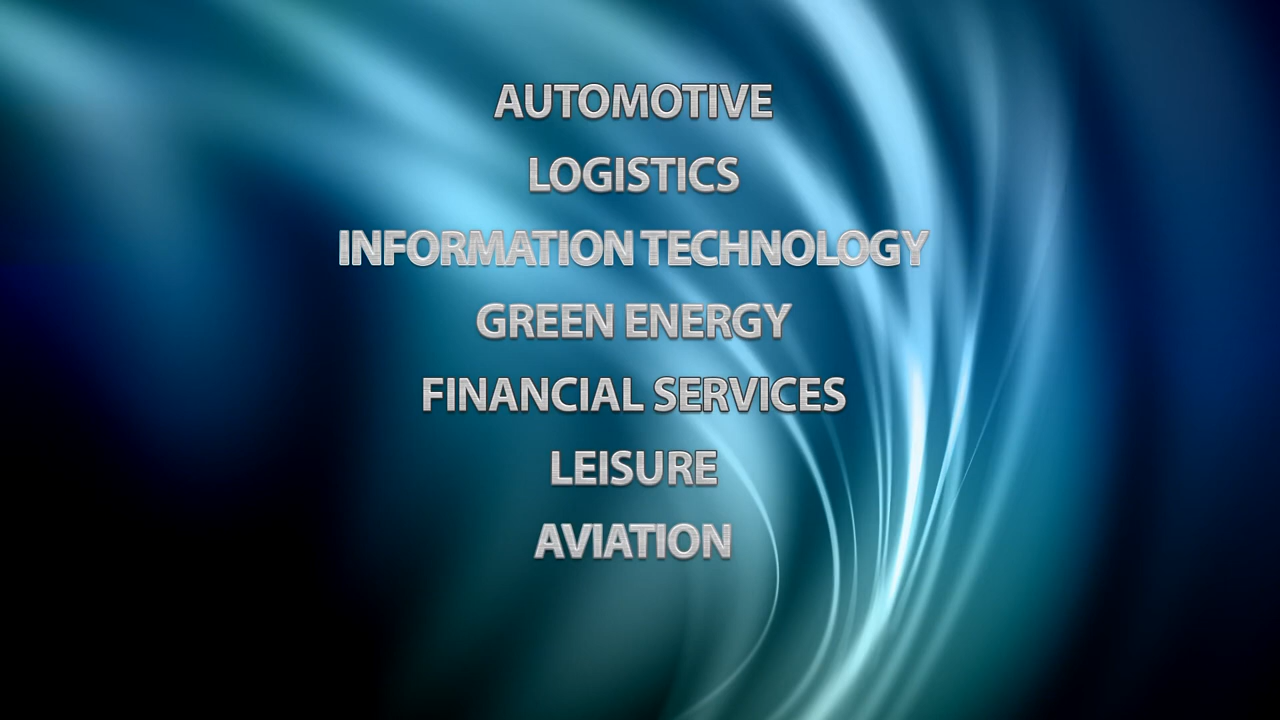 AUTOMOTIVE
LOGISTICS
INFORMATION TECHNOLOGY
GREEN ENERGY
FINANCIAL SERVICES
LEISURE
AVIATION